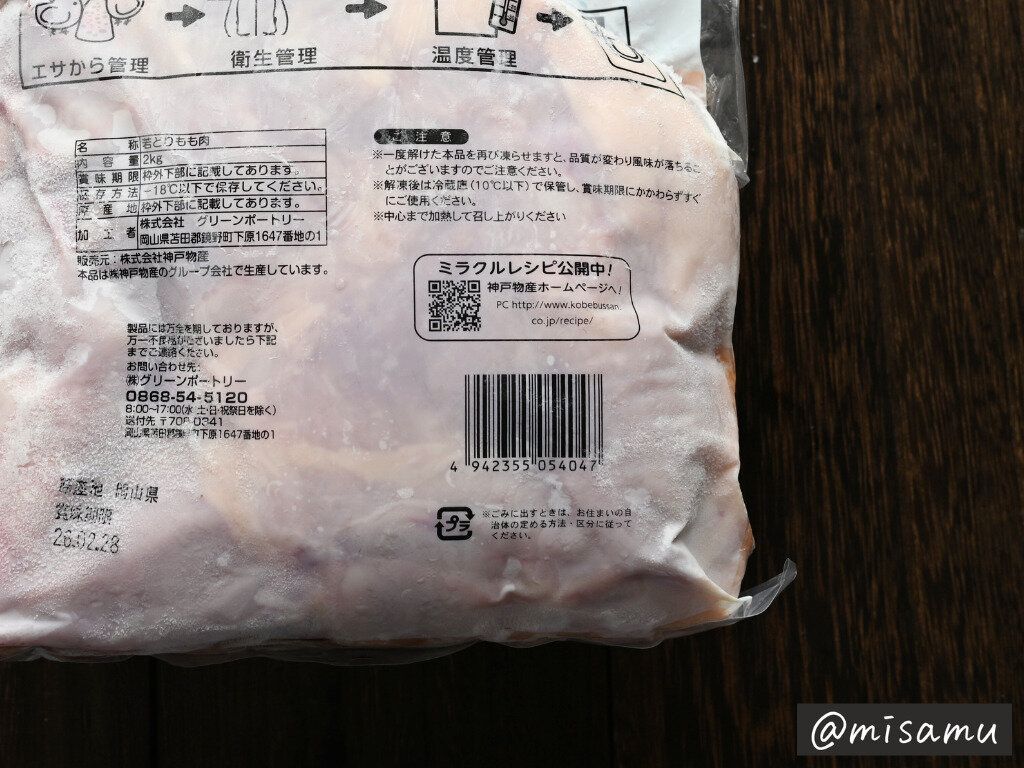 エサから管理
衛生管理
温度管理
名 称 若とりもも肉
内 容 量 2kg
賞 味 期 限 枠外下部に記載してあります。
保 存 方 法 −18℃以下で保存してください。
原 産 地 枠外下部に記載してあります。
加 工 者 株式会社 グリーンポートリー
岡山県苫田郡鏡野町下原1647番地の1
販売元：株式会社神戸物産
本品は㈱神戸物産のグループ会社で生産しています。
製品には万全を期しておりますが、
万一不良品がございましたら下記
までご連絡ください。
お問い合わせ先:
㈱グリーンポートリー
0868-54-5120
8:00~17:00(水・土・日・祝祭日を除く)
送付先 〒708-0341
岡山県苫田郡鏡野町下原1647番地の1
原産地 岡山県
賞味期限
26.02.28
ご 注 意
※一度解けた本品を再び凍らせますと、品質が変わり風味が落ちるこ
とがございますのでご注意ください。
※解凍後は冷蔵庫(10℃以下)で保管し、賞味期限にかかわらずすぐ
にご使用ください。
※中心まで加熱して召し上がりください
ミラクルレシピ公開中!
神戸物産ホームページへ!
PC http://www.kobebussan.
co.jp/recipe/
4 942355 054047
プラ
※ごみに出すときは、お住まいの自
治体の定める方法・区分に従って
ください。
@misamu